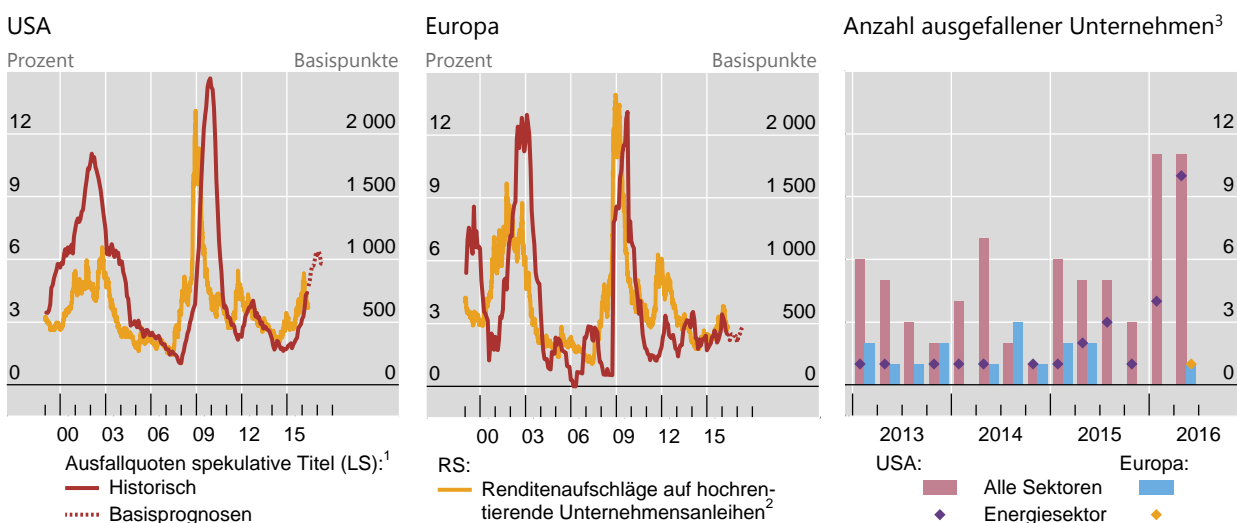 USA
Prozent
Basispunkte
12
9
6
3
0
2 000
1 500
1 000
500
0
00 03 06 09 12 15
Ausfallquoten spekulative Titel (LS):1
Historisch
Basisprognosen
Europa
Prozent
Basispunkte
12
9
6
3
0
2 000
1 500
1 000
500
0
00 03 06 09 12 15
RS:
Renditenaufschläge auf hochren-
tierende Unternehmensanleihen2
Anzahl ausgefallener Unternehmen3
12
9
6
3
0
2013 2014 2015 2016
USA: Europa:
Alle Sektoren
Energiesektor